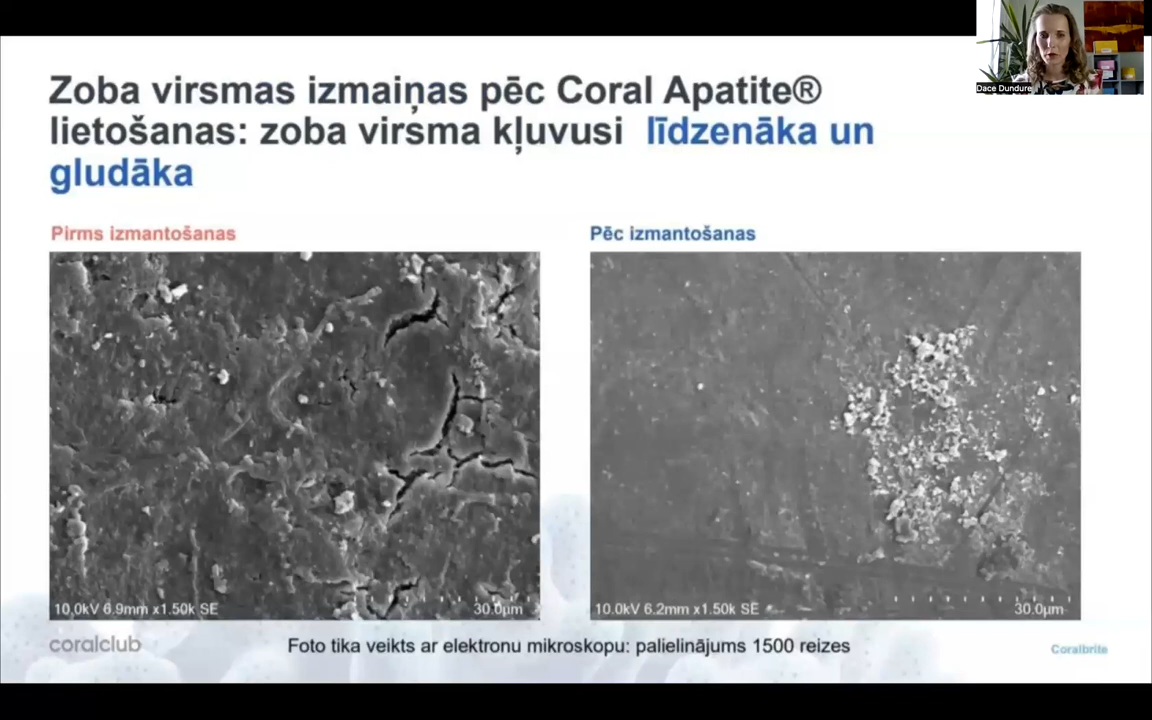 Dace Dundure
Zoba virsmas izmaiņas pēc Coral Apatite®
lietošanas: zoba virsma kļuvusi līdzenāka un
gludāka
Pirms izmantošanas
Pēc izmantošanas
10.0kV 6.9mm x1.50k SE
30.0µm
10.0kV 6.2mm x1.50k SE
30.0µm
coralclub
Foto tika veikts ar elektronu mikroskopu: palielinājums 1500 reizes
Coralbrite